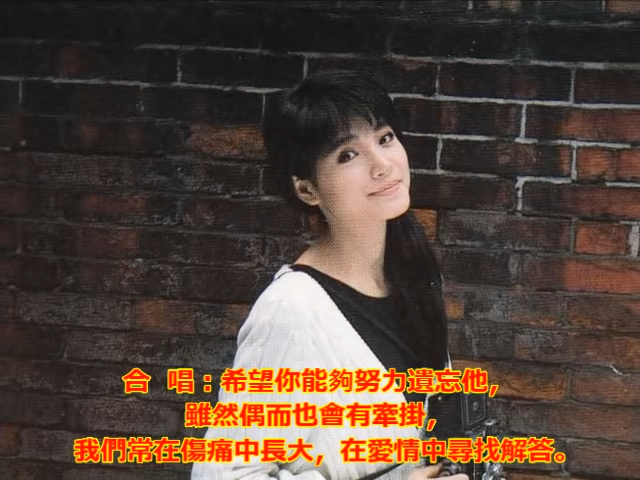 合 唱：希望你能夠努力遺忘他，
雖然偶而也會有牽掛，
我們常在傷痛中長大，在愛情中尋找解答。